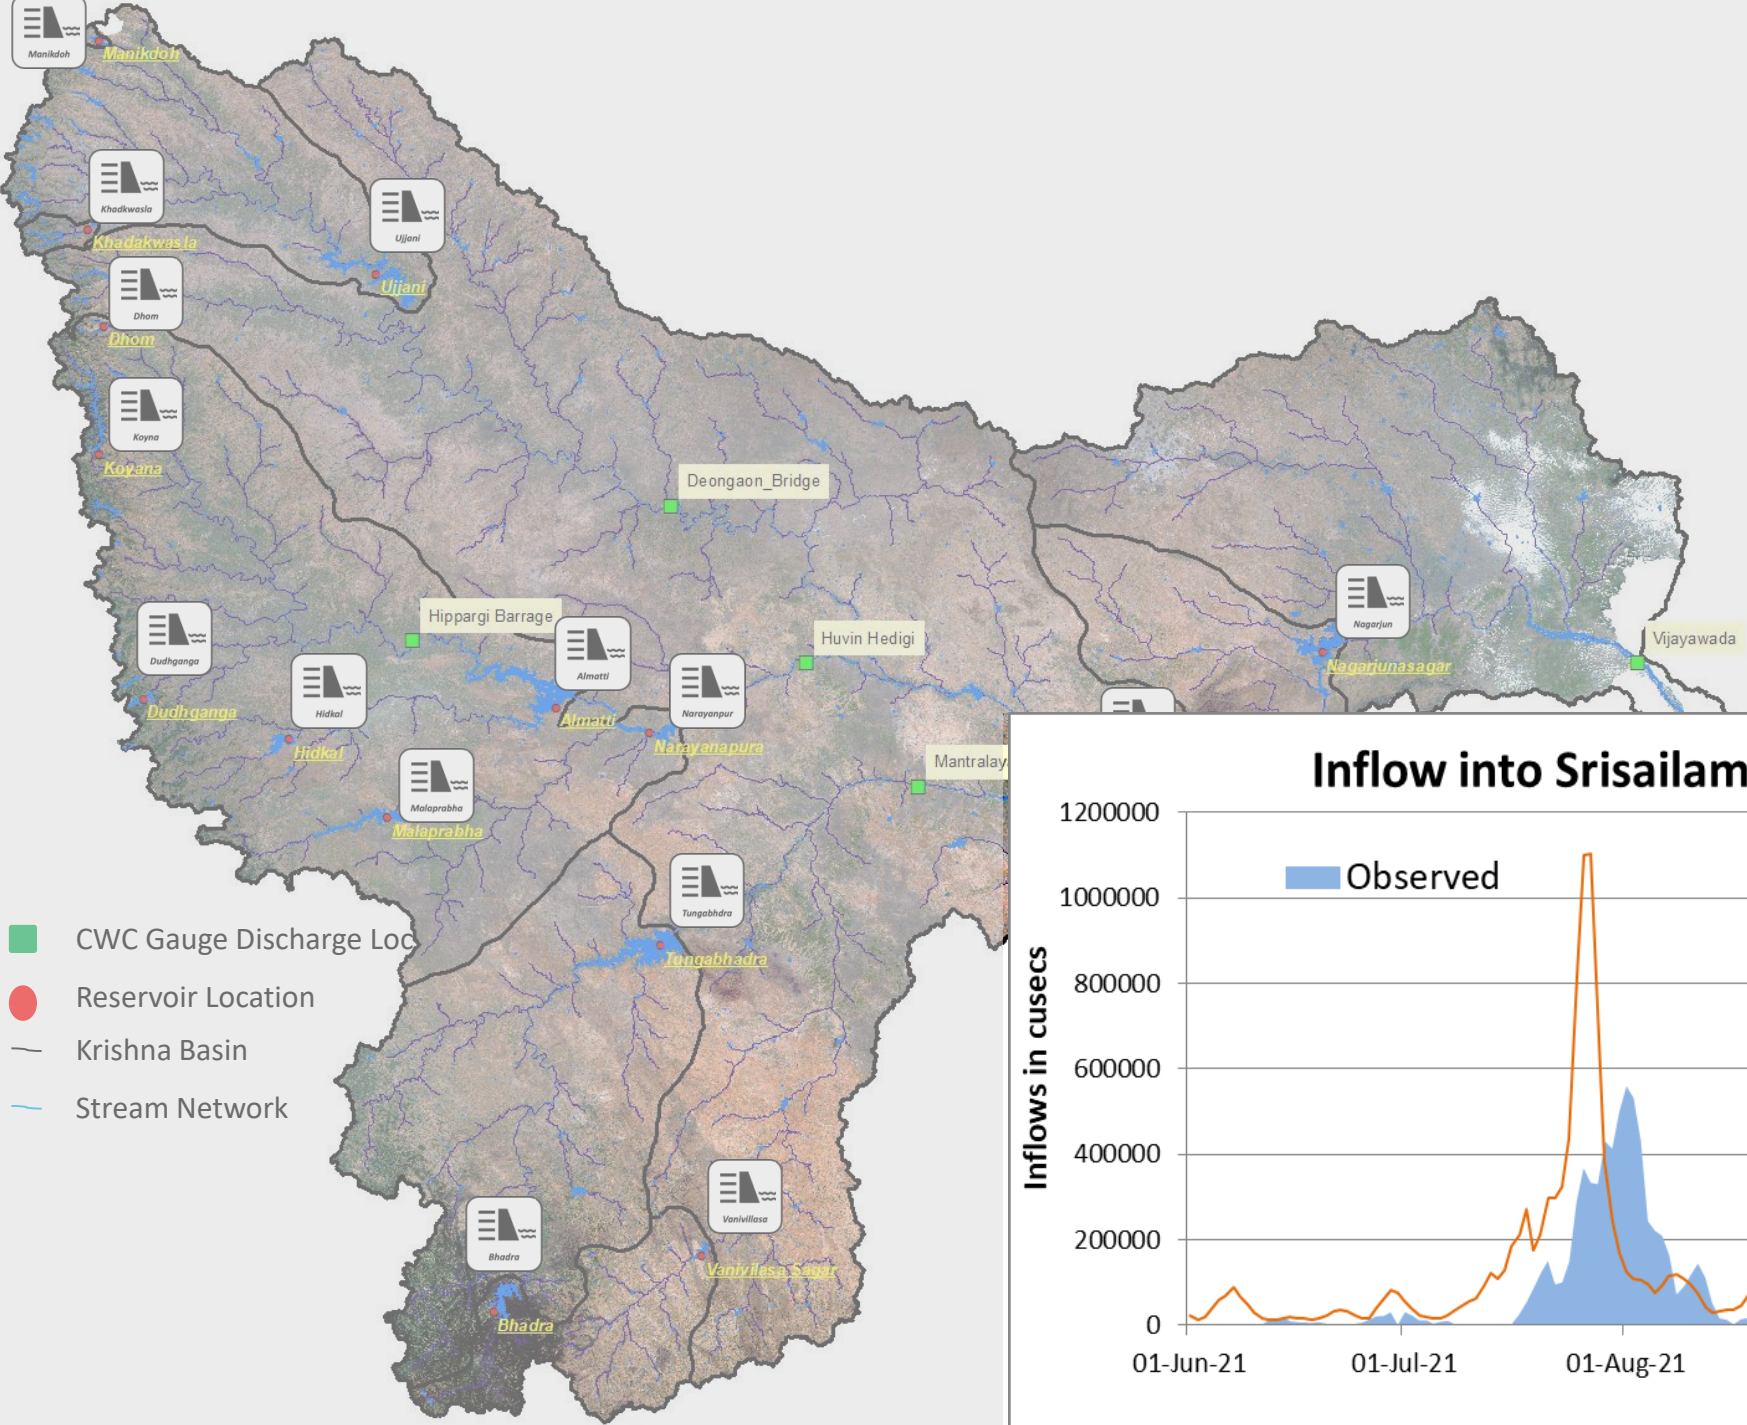 Manikdoh
Manikdoh
Khadkwasla
Khadakwasla
Ujjani
Ujjani
Dhom
Dhom
Koyna
Koyana
Deongaon_Bridge
Hippargi Barrage
Huvin Hedigi
Nagarjun
Nagarjunasagar
Vijayawada
Dudhganga
Dudhganga
Hidkal
Hidkal
Almatti
Almatti
Narayanpur
Narayanapura
Malaprabha
Malaprabha
Mantralay
Tungabhdra
Tungabhadra
CWC Gauge Discharge Loc
Reservoir Location
Krishna Basin
Stream Network
Vanivillasa
Vanivilasa Sagar
Bhadra
Bhadra
Inflow into Srisailam
Inflows in cusecs
1200000
1000000
800000
600000
400000
200000
0
Observed
01-Jun-21 01-Jul-21 01-Aug-21